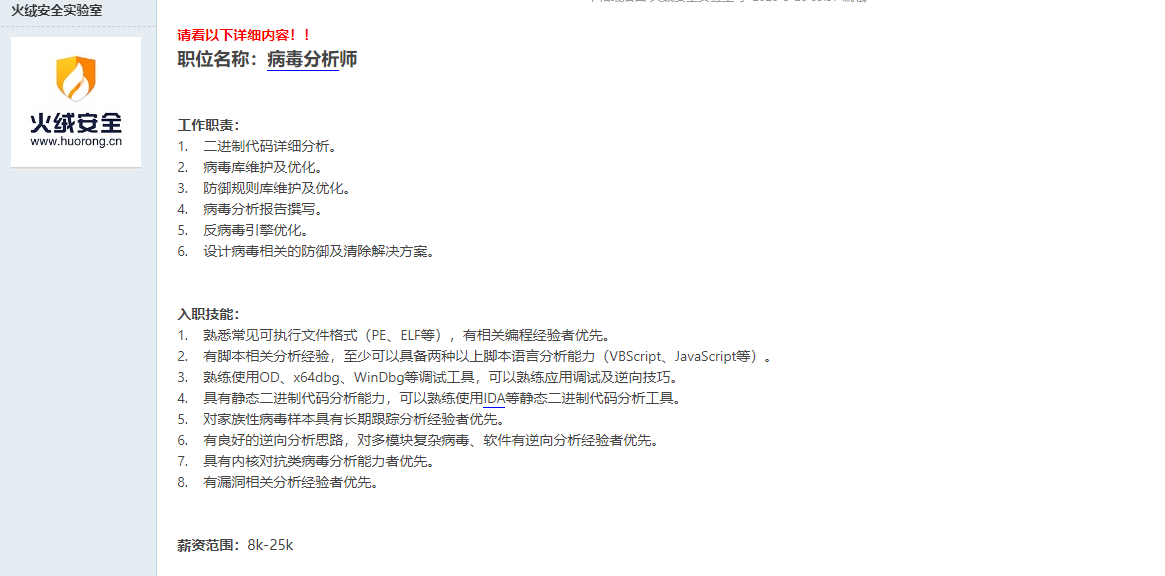 火绒安全实验室
火绒安全
www.huorong.cn
请看以下详细内容！！
职位名称：病毒分析师
工作职责：
1. 二进制代码详细分析。
2. 病毒库维护及优化。
3. 防御规则库维护及优化。
4. 病毒分析报告撰写。
5. 反病毒引擎优化。
6. 设计病毒相关的防御及清除解决方案。
入职技能：
1. 熟悉常见可执行文件格式（PE、ELF等），有相关编程经验者优先。
2. 有脚本相关分析经验，至少可以具备两种以上脚本语言分析能力（VBScript、JavaScript等）。
3. 熟练使用OD、x64dbg、WinDbg等调试工具，可以熟练应用调试及逆向技巧。
4. 具有静态二进制代码分析能力，可以熟练使用IDA等静态二进制代码分析工具。
5. 对家族性病毒样本具有长期跟踪分析经验者优先。
6. 有良好的逆向分析思路，对多模块复杂病毒、软件有逆向分析经验者优先。
7. 具有内核对抗类病毒分析能力者优先。
8. 有漏洞相关分析经验者优先。
薪资范围：8k-25k